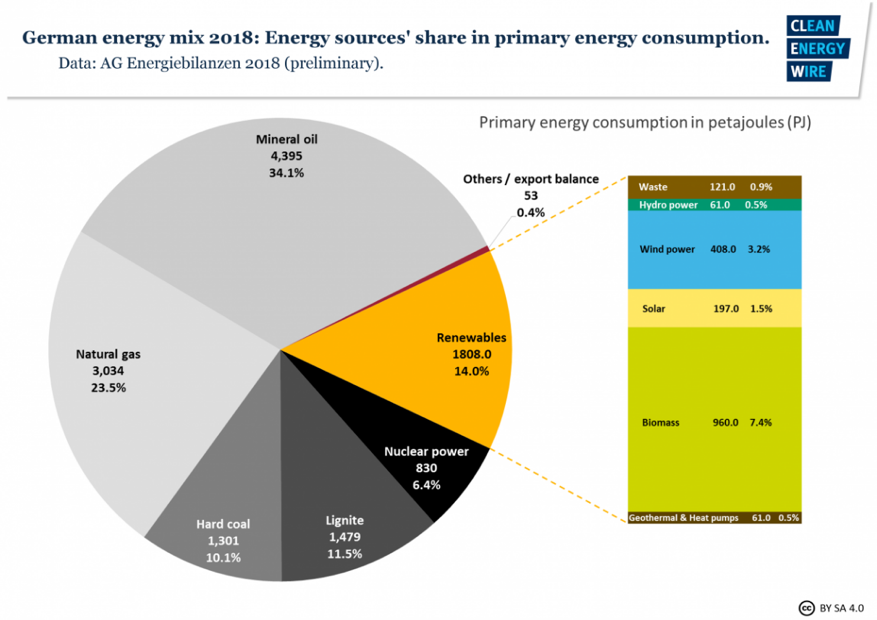 German energy mix 2018: Energy sources' share in primary energy consumption.
Data: AG Energiebilanzen 2018 (preliminary).
CLEAN
ENERGY
WIRE
Primary energy consumption in petajoules (PJ)
Mineral oil
4,395
34.1%
Others / export balance
53
0.4%
Renewables
1808.0
14.0%
Nuclear power
830
6.4%
Lignite
1,479
11.5%
Hard coal
1,301
10.1%
Natural gas
3,034
23.5%
Waste 121.0 0.9%
Hydro power 61.0 0.5%
Wind power 408.0 3.2%
Solar 197.0 1.5%
Biomass 960.0 7.4%
Geothermal & Heat pumps 61.0 0.5%
cc BY SA 4.0